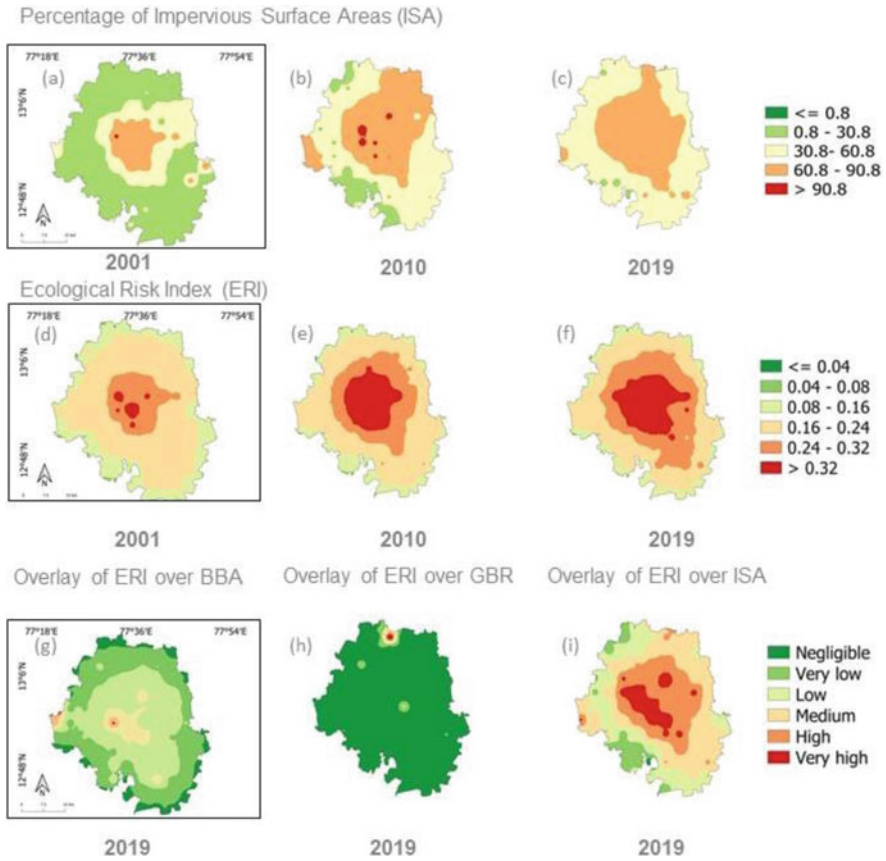 Percentage of Impervious Surface Areas (ISA)
77°18'E 77°36'E 77°54'E
(a) (b) (c)
13°6'N
12°48'N
N
<= 0.8
0.8 - 30.8
30.8- 60.8
60.8 - 90.8
> 90.8
2001 2010 2019
Ecological Risk Index (ERI)
77°18'E 77°36'E 77°54'E
(d) (e) (f)
13°6'N
12°48'N
N
<= 0.04
0.04 - 0.08
0.08 - 0.16
0.16 - 0.24
0.24 - 0.32
> 0.32
2001 2010 2019
Overlay of ERI over BBA Overlay of ERI over GBR Overlay of ERI over ISA
77°18'E 77°36'E 77°54'E
(g) (h) (i)
13°6'N
12°48'N
N
Negligible
Very low
Low
Medium
High
Very high
2019 2019 2019